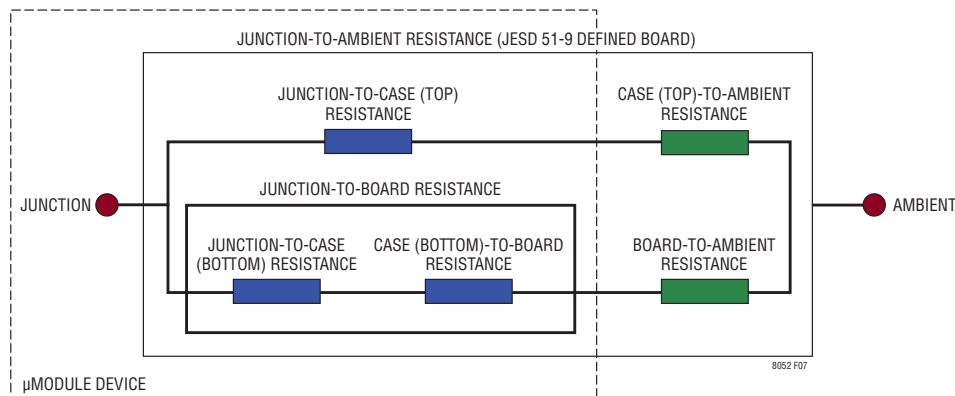 JUNCTION-TO-AMBIENT RESISTANCE (JESD 51-9 DEFINED BOARD)
JUNCTION-TO-CASE (TOP)
RESISTANCE
CASE (TOP)-TO-AMBIENT
RESISTANCE
JUNCTION-TO-BOARD RESISTANCE
JUNCTION
AMBIENT
JUNCTION-TO-CASE
(BOTTOM) RESISTANCE
CASE (BOTTOM)-TO-BOARD
RESISTANCE
BOARD-TO-AMBIENT
RESISTANCE
8052 F07
µMODULE DEVICE